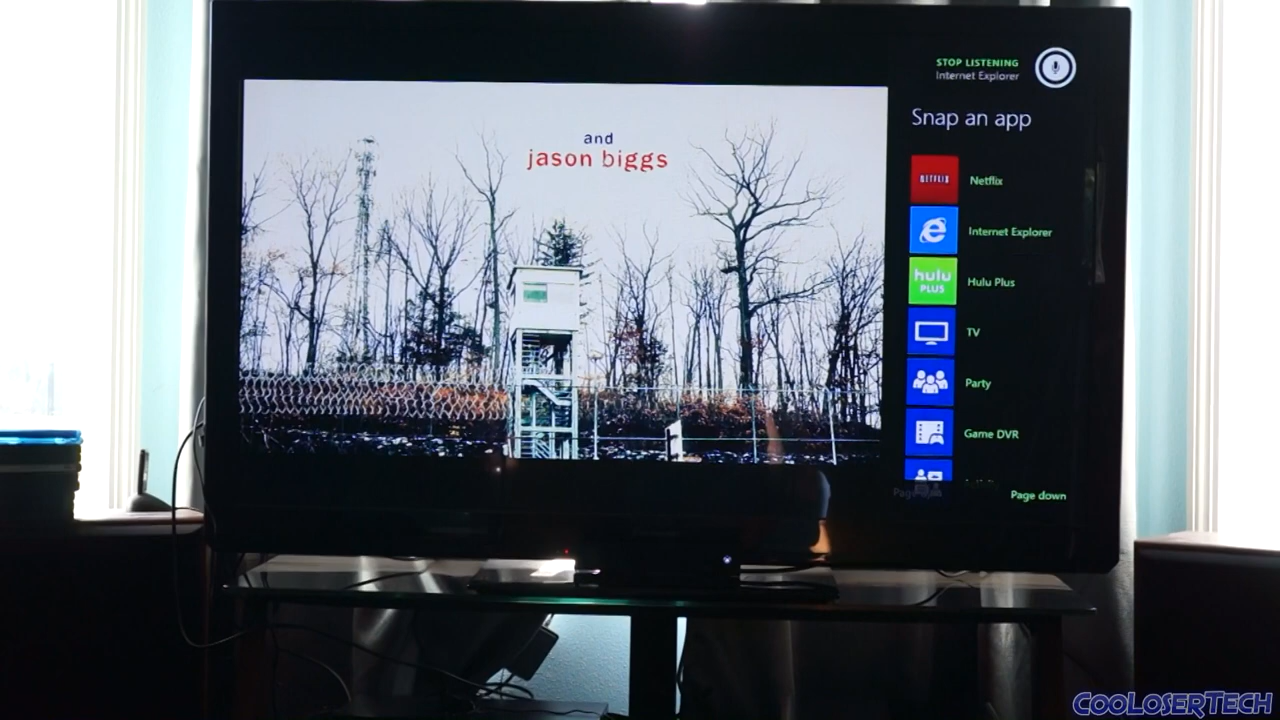 STOP LISTENING
Internet Explorer
Snap an app
and
jason biggs
NETFLIX
Netflix
Internet Explorer
hulu
PLUS
Hulu Plus
TV
Party
Game DVR
Page down
COOLOSERTECH